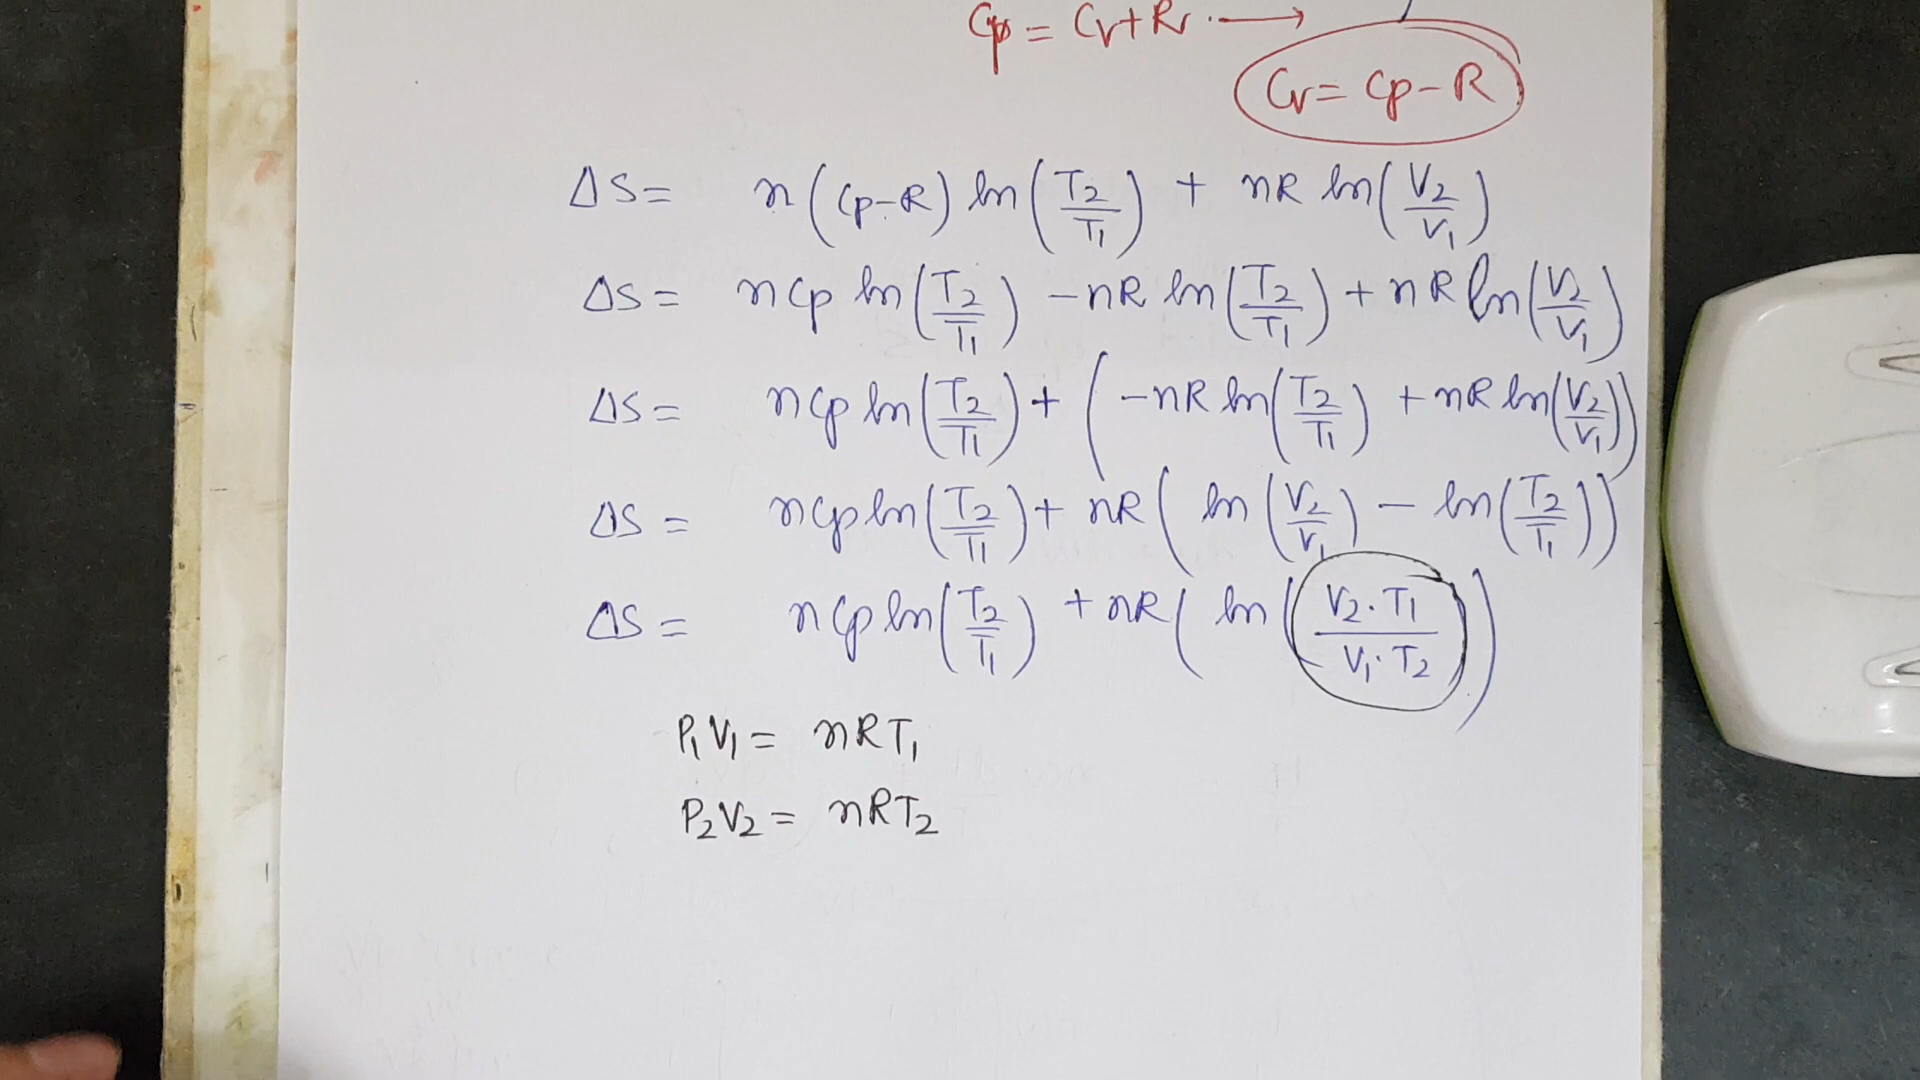 Cp = Cv+R. →
Cv = Cp-R
ΔS = n(Cp-R) ln(T2/T1) + nR ln(V2/V1)
ΔS = nCp ln(T2/T1) -nR ln(T2/T1) + nR ln(V2/V1)
ΔS = nCp ln(T2/T1) + (-nR ln(T2/T1) + nR ln(V2/V1))
ΔS = nCp ln(T2/T1) + nR(ln(V2/V1) - ln(T2/T1))
ΔS = nCp ln(T2/T1) + nR(ln(V2·T1/V1·T2))
P1V1 = nRT1
P2V2 = nRT2